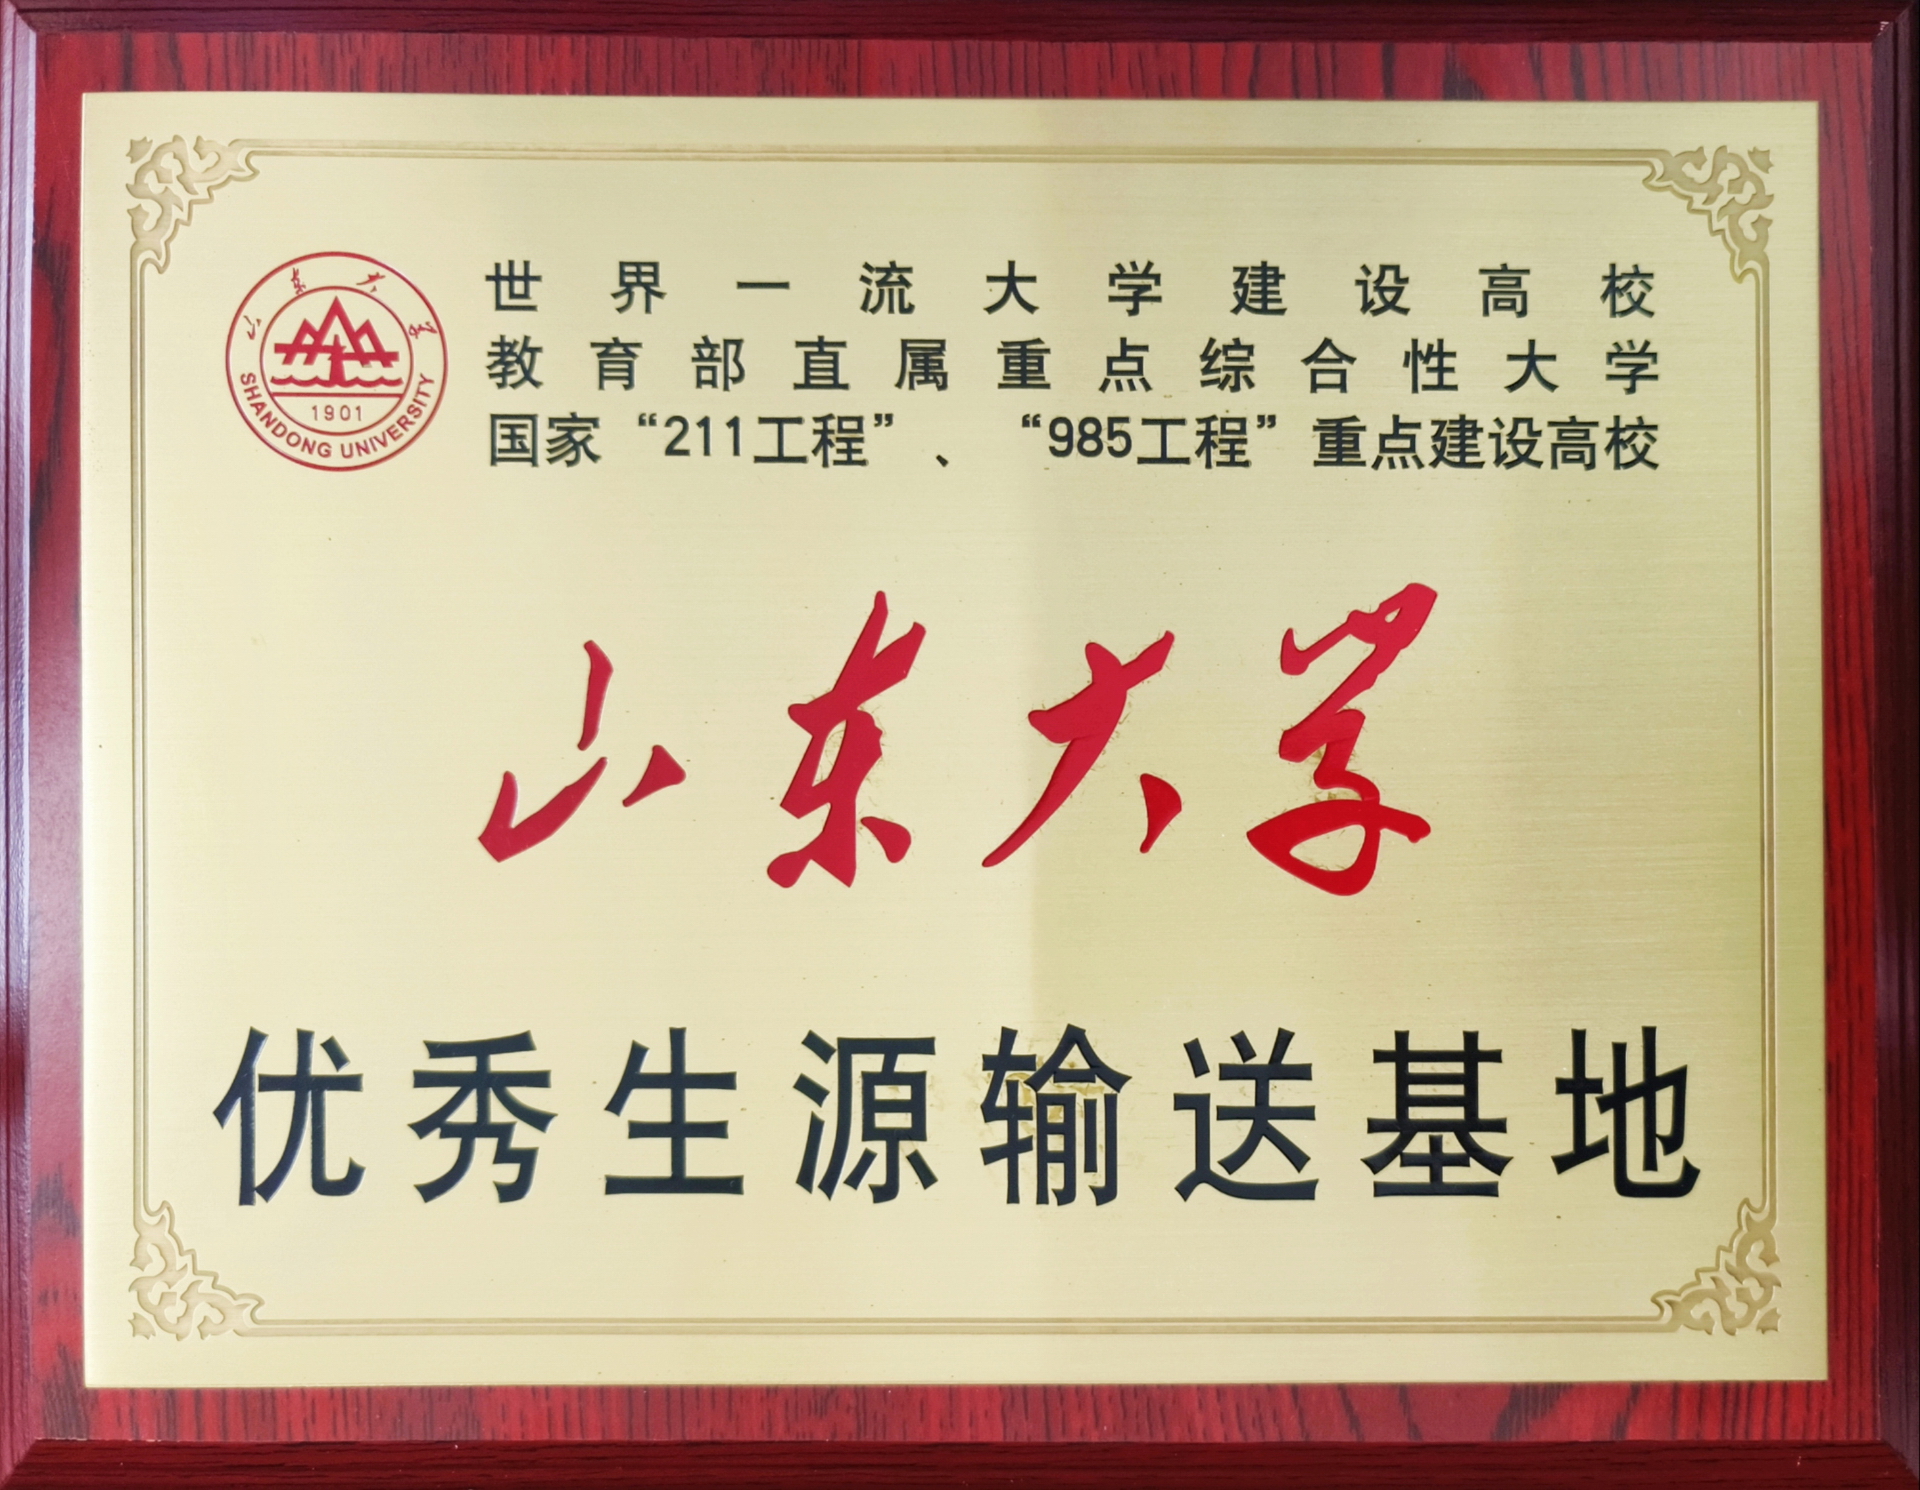 山东大学
1901
SHANDONG UNIVERSITY
世界一流大学建设高校
教育部直属重点综合性大学
国家“211工程”、“985工程”重点建设高校
山东大学
优秀生源输送基地